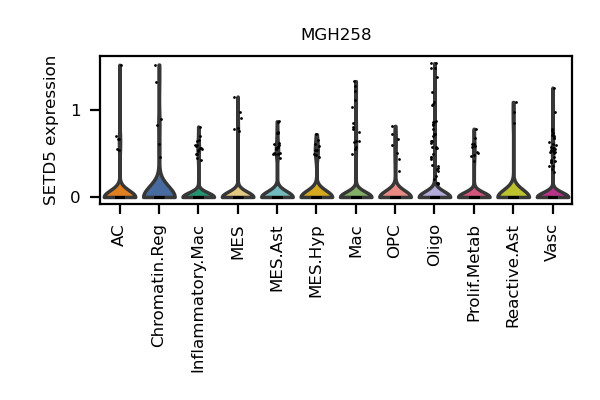 MGH258
SETD5 expression
1
0
AC
Chromatin.Reg
Inflammatory.Mac
MES
MES.Ast
MES.Hyp
Mac
OPC
Oligo
Prolif.Metab
Reactive.Ast
Vasc